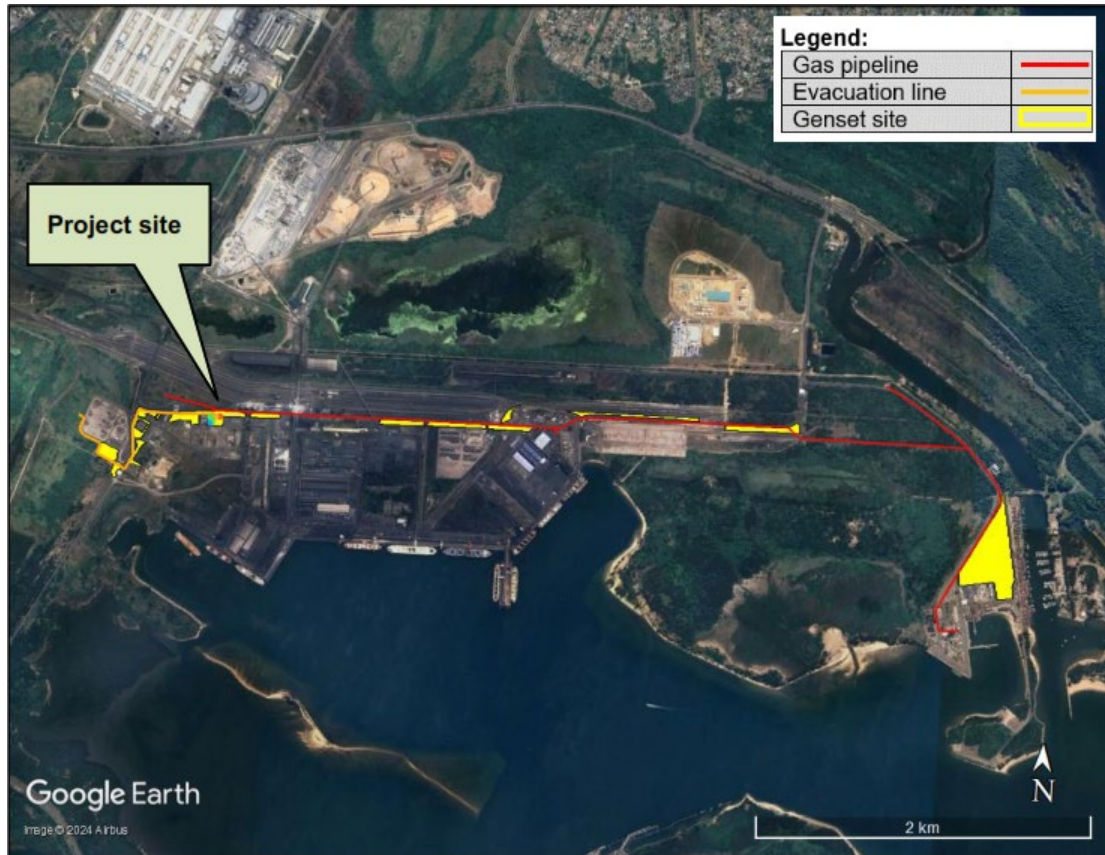 Legend:
Gas pipeline
Evacuation line
Genset site
Project site
Google Earth
Image © 2024 Airbus
N
2 km